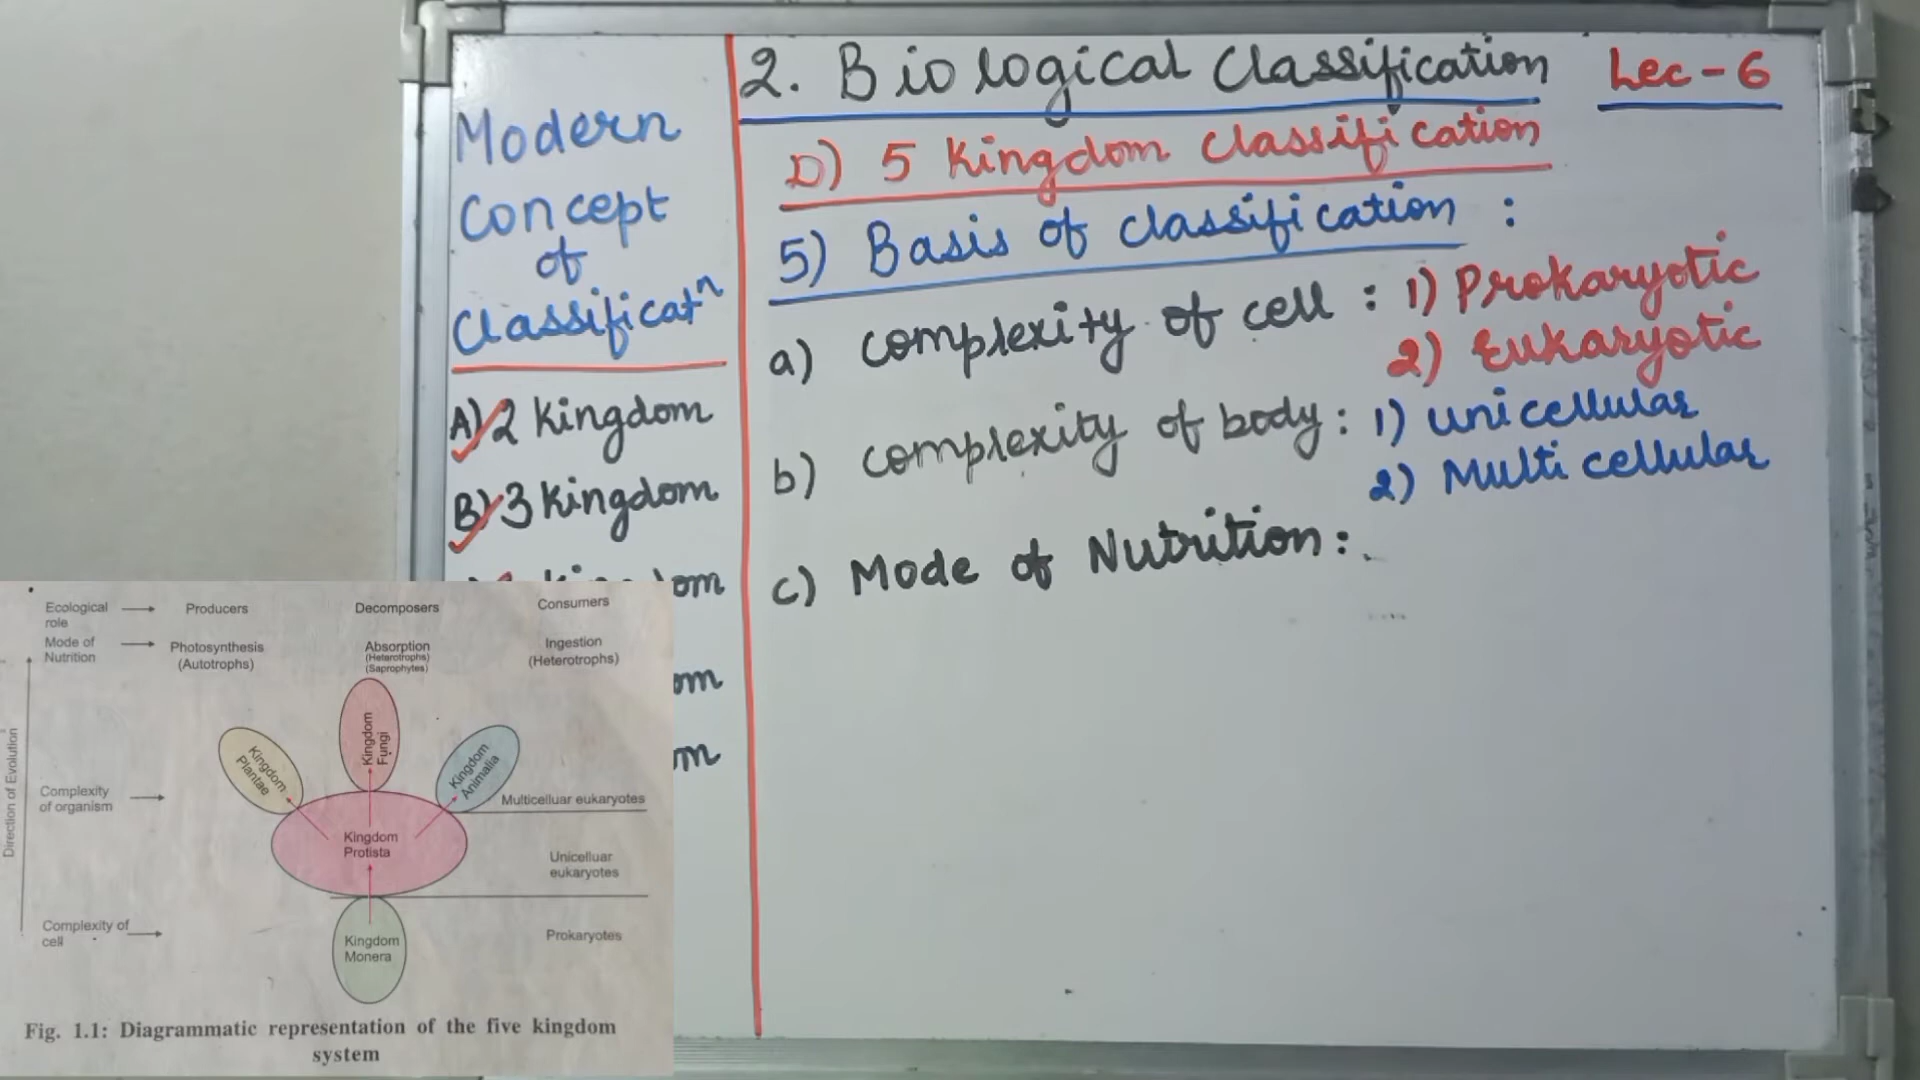 Modern
Concept
of
Classificatⁿ
A) 2 Kingdom
B) 3 Kingdom
om
om
m
2. Biological Classification
Lec - 6
D) 5 Kingdom Classification
5) Basis of classification :
a) complexity of cell : 1) Prokaryotic
2) Eukaryotic
b) complexity of body : 1) unicellular
2) Multi cellular
c) Mode of Nutrition :
Ecological role Producers Decomposers Consumers
Mode of Nutrition Photosynthesis (Autotrophs) Absorption (Heterotrophs) (Saprophytes) Ingestion (Heterotrophs)
Direction of Evolution
Kingdom Plantae
Kingdom Fungi
Kingdom Animalia
Complexity of organism
Multicelluar eukaryotes
Kingdom Protista
Unicelluar eukaryotes
Complexity of cell
Kingdom Monera
Prokaryotes
Fig. 1.1: Diagrammatic representation of the five kingdom
system